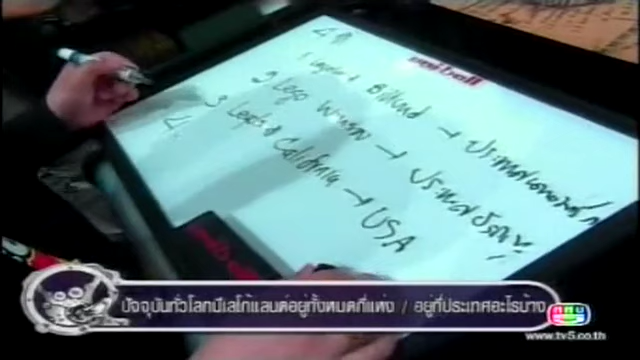 4 ที่
uni-ball
1 Legoland Billund → ประเทศเดนมาร์ก
2 Lego Windsor → ประเทศอังกฤษ
3 Lego California → USA
4.
ปัจจุบันทั่วโลกมีเลโก้แลนด์อยู่ทั้งหมดกี่แห่ง / อยู่ที่ประเทศอะไรบ้าง
www.tv5.co.th